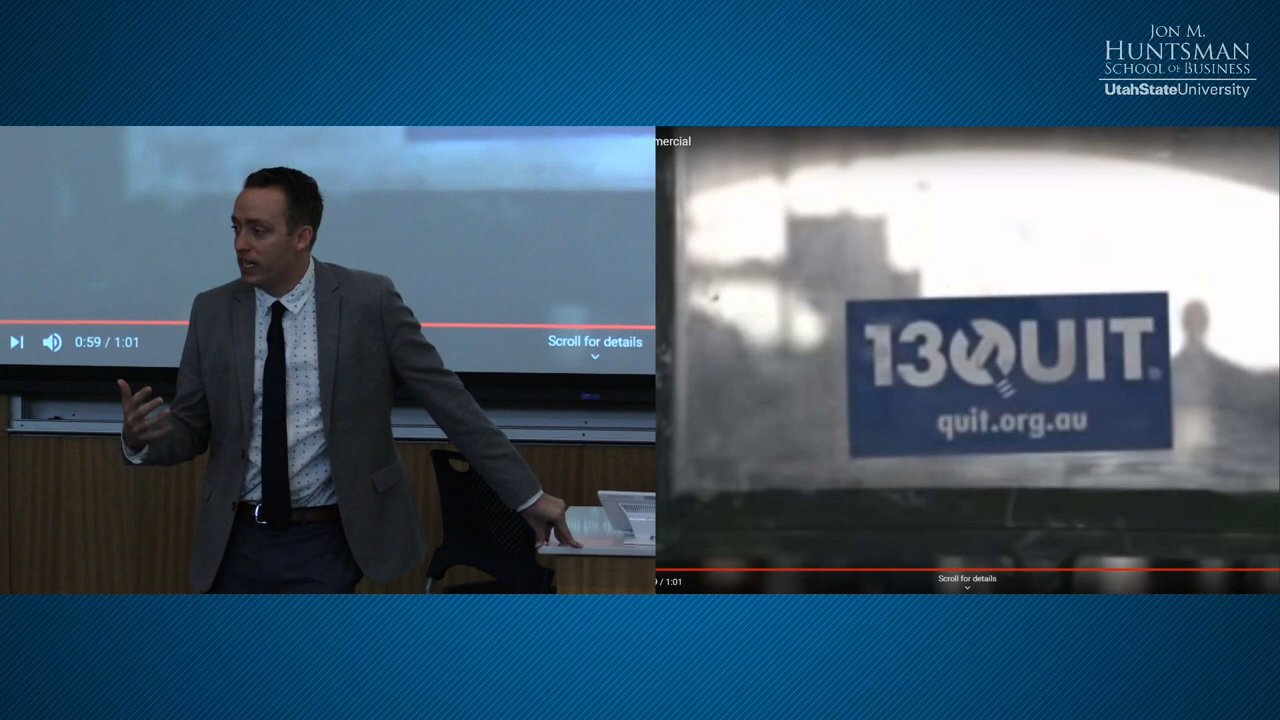 JON M.
HUNTSMAN
SCHOOL OF BUSINESS
UtahStateUniversity
mercial
0:59 / 1:01
Scroll for details
13QUIT®
quit.org.au
/ 1:01
Scroll for details